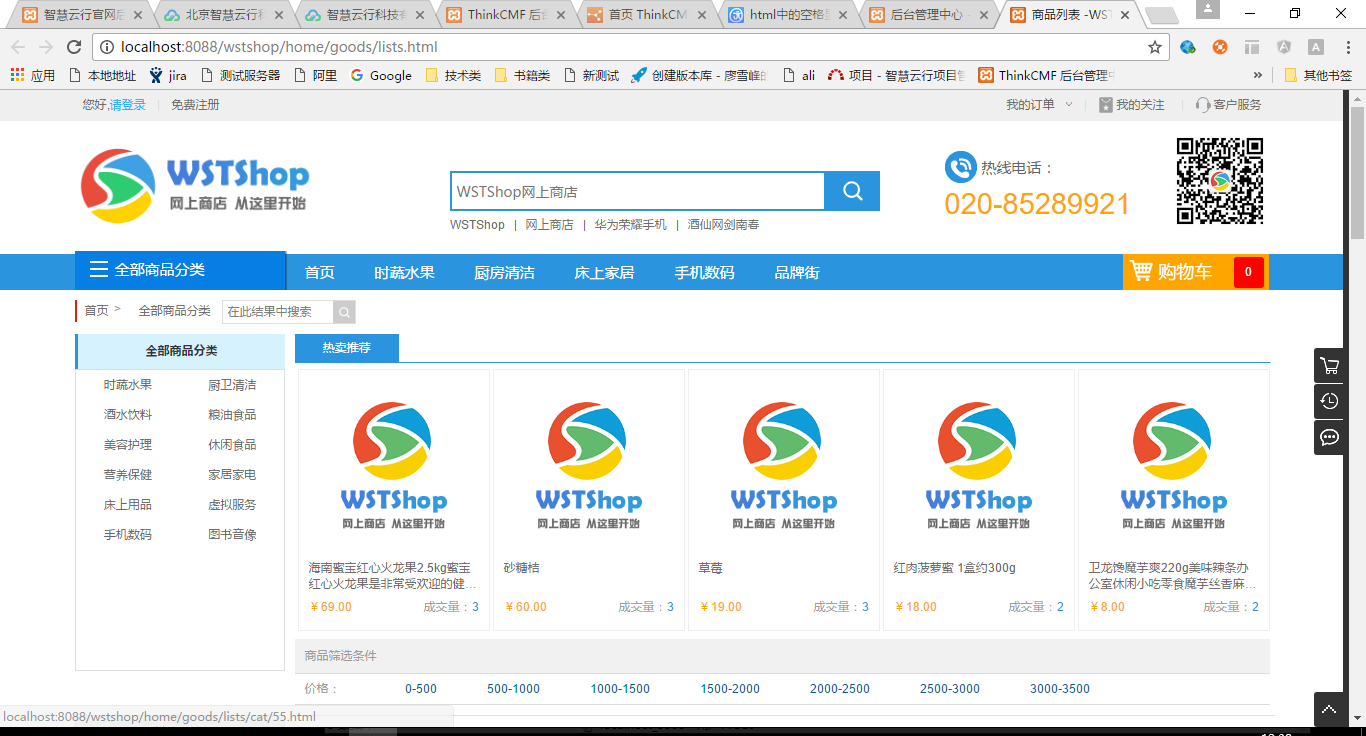 智慧云行官网后
北京智慧云行科
智慧云行科技有
ThinkCMF 后台
首页 ThinkCM
html中的空格
后台管理中心 -
商品列表 -WST
localhost:8088/wstshop/home/goods/lists.html
应用 本地地址 jira 测试服务器 阿里 Google 技术类 书籍类 新测试 创建版本库 - 廖雪峰的 ali 项目 - 智慧云行项目管 ThinkCMF 后台管理中 » 其他书签
您好,请登录 免费注册 我的订单 我的关注 客户服务
WSTShop
网上商店 从这里开始
WSTShop网上商店
WSTShop | 网上商店 | 华为荣耀手机 | 酒仙网剑南春
热线电话：
020-85289921
全部商品分类 首页 时蔬水果 厨房清洁 床上家居 手机数码 品牌街 购物车 0
首页 > 全部商品分类 在此结果中搜索
全部商品分类
时蔬水果 厨卫清洁
酒水饮料 粮油食品
美容护理 休闲食品
营养保健 家居家电
床上用品 虚拟服务
手机数码 图书音像
热卖推荐
WSTShop
网上商店 从这里开始
海南蜜宝红心火龙果2.5kg蜜宝
红心火龙果是非常受欢迎的健...
￥69.00 成交量：3
WSTShop
网上商店 从这里开始
砂糖桔
￥60.00 成交量：3
WSTShop
网上商店 从这里开始
草莓
￥19.00 成交量：3
WSTShop
网上商店 从这里开始
红肉菠萝蜜 1盒约300g
￥18.00 成交量：2
WSTShop
网上商店 从这里开始
卫龙馋魔芋爽220g美味辣条办
公室休闲小吃零食魔芋丝香麻...
￥8.00 成交量：2
商品筛选条件
价格： 0-500 500-1000 1000-1500 1500-2000 2000-2500 2500-3000 3000-3500
localhost:8088/wstshop/home/goods/lists/cat/55.html